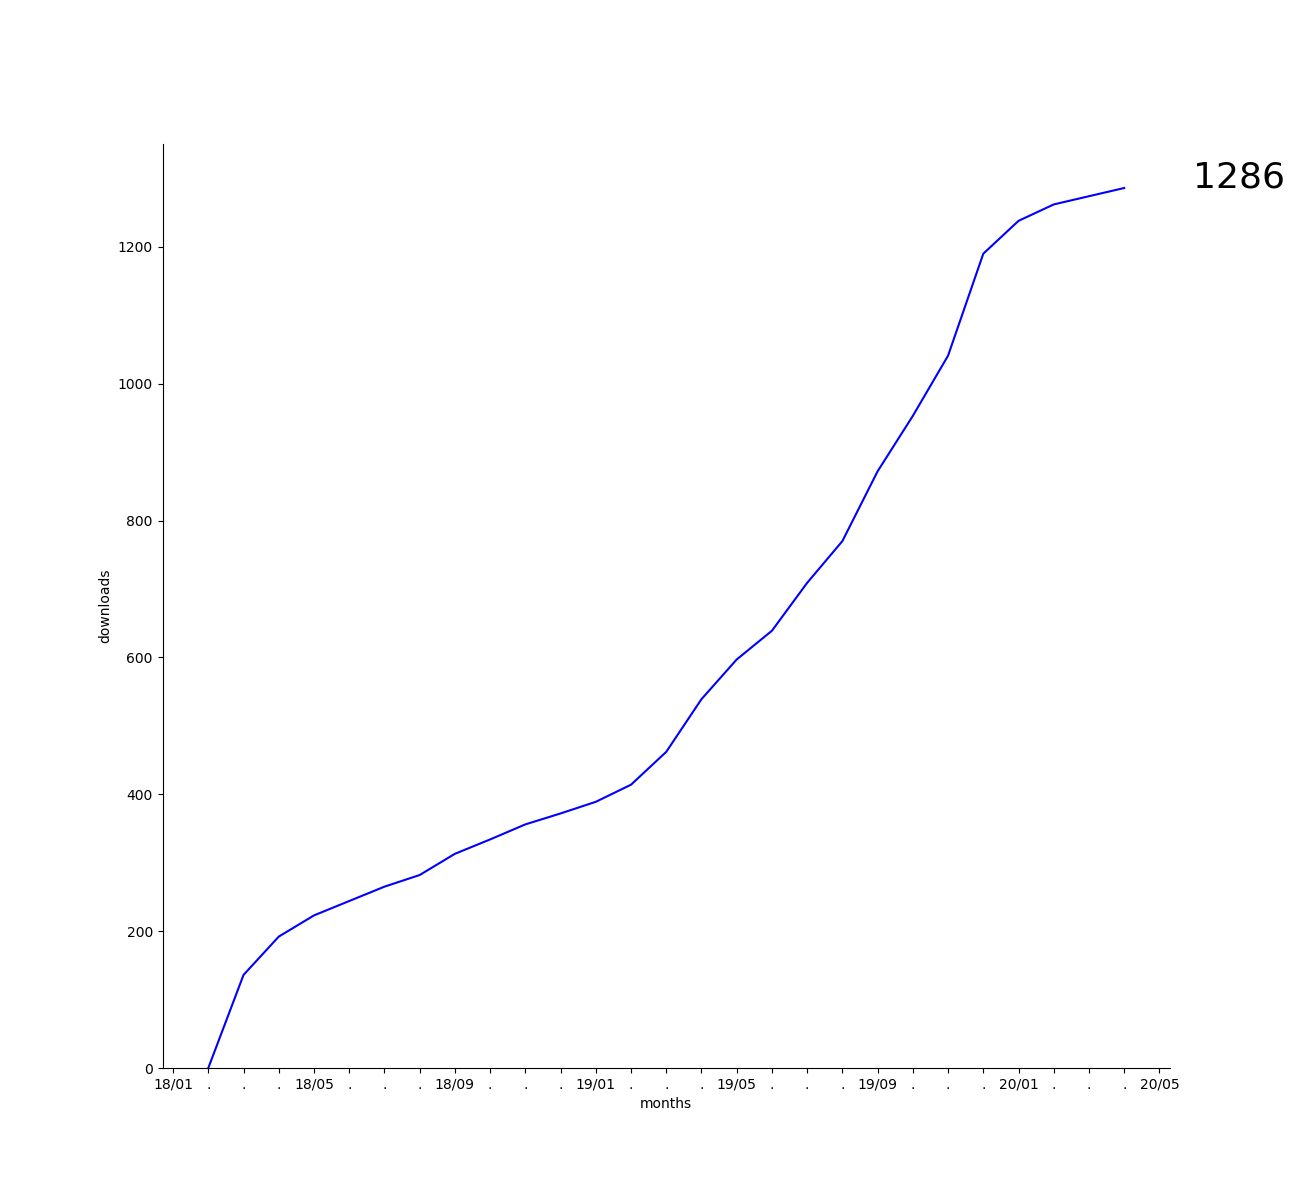 1286
1200
1000
800
600
400
200
0
downloads
18/01 . . . 18/05 . . . 18/09 . . . 19/01 . . . 19/05 . . . 19/09 . . . 20/01 . . . 20/05
months